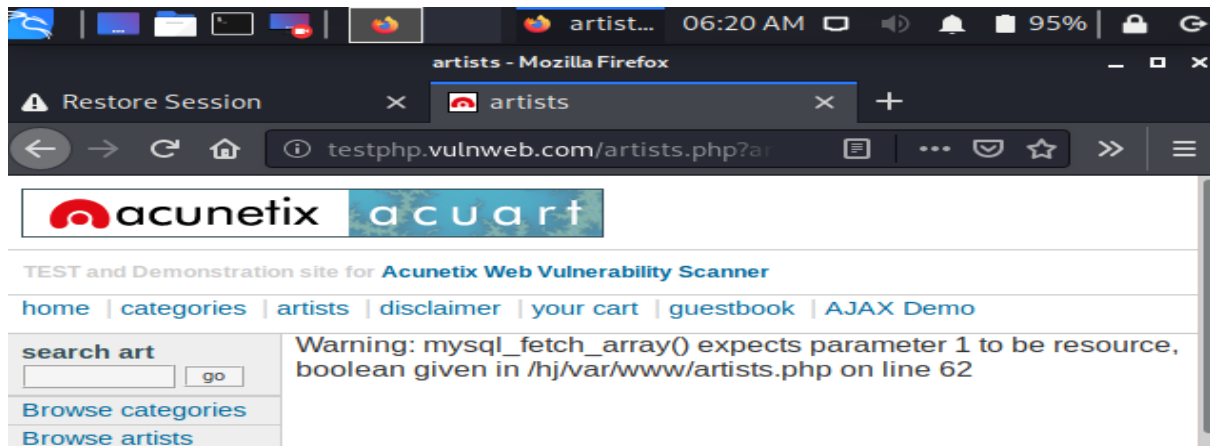 artist... 06:20 AM 95%
artists - Mozilla Firefox
Restore Session artists
testphp.vulnweb.com/artists.php?ar
acunetix acuart
TEST and Demonstration site for Acunetix Web Vulnerability Scanner
home | categories | artists | disclaimer | your cart | guestbook | AJAX Demo
search art
go
Warning: mysql_fetch_array() expects parameter 1 to be resource,
boolean given in /hj/var/www/artists.php on line 62
Browse categories
Browse artists